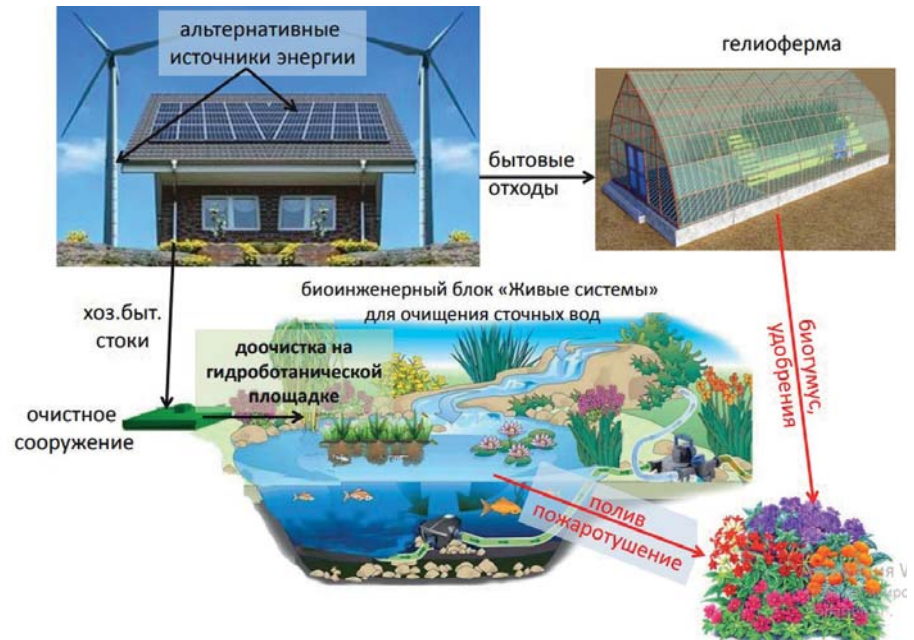 альтернативные
источники энергии
гелиоферма
бытовые
отходы
биоинженерный блок «Живые системы»
для очищения сточных вод
хоз.быт.
стоки
доочистка на
гидроботанической
площадке
очистное
сооружение
биогумус,
удобрения
полив
пожаротушение